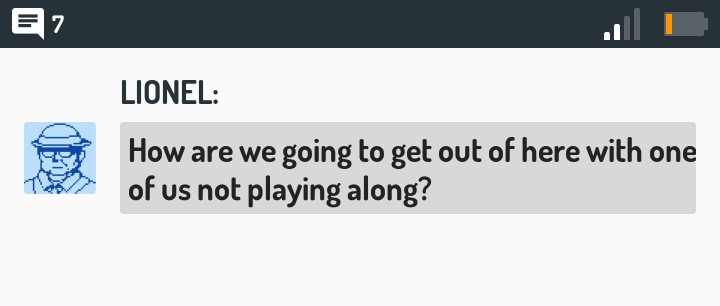 7
LIONEL:
How are we going to get out of here with one
of us not playing along?